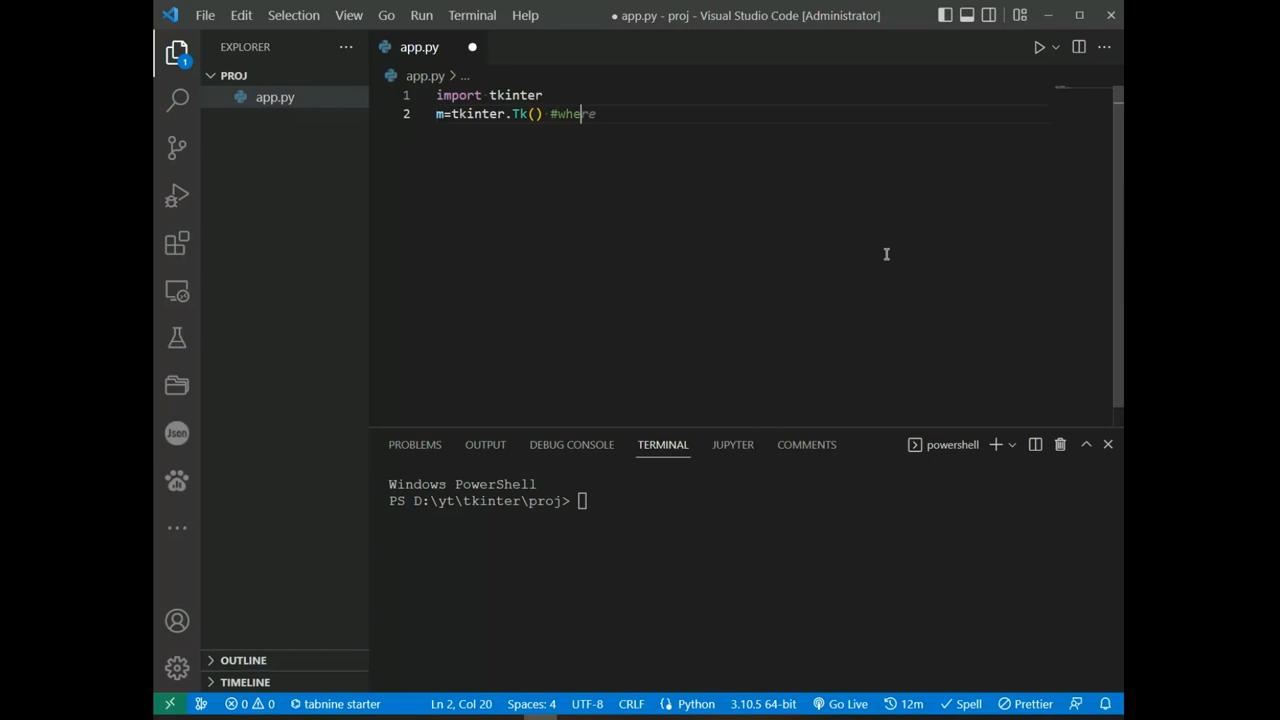 File Edit Selection View Go Run Terminal Help
● app.py - proj - Visual Studio Code [Administrator]
EXPLORER
app.py
1
PROJ
app.py
app.py > ...
1 import tkinter
2 m=tkinter.Tk() #where
Json
PROBLEMS OUTPUT DEBUG CONSOLE TERMINAL JUPYTER COMMENTS
powershell
Windows PowerShell
PS D:\yt\tkinter\proj>
OUTLINE
TIMELINE
0 0 tabnine starter Ln 2, Col 20 Spaces: 4 UTF-8 CRLF Python 3.10.5 64-bit Go Live 12m Spell Prettier